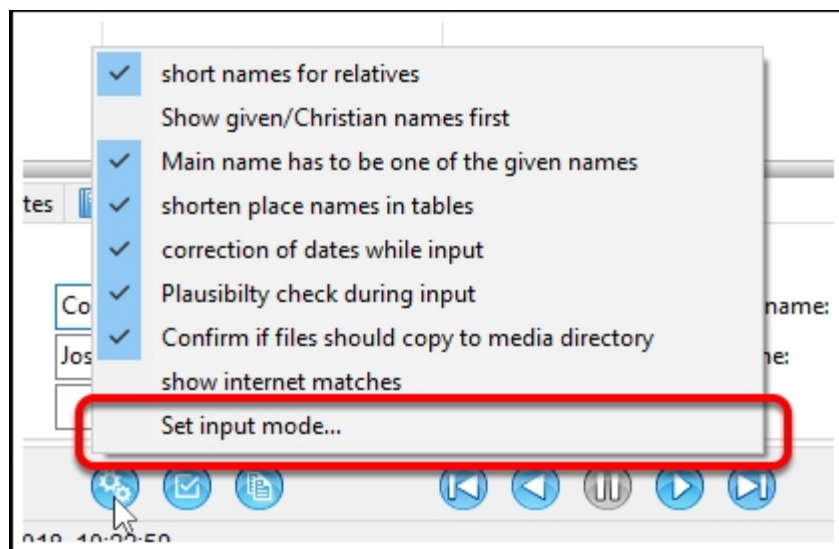 short names for relatives
Show given/Christian names first
Main name has to be one of the given names
tes
shorten place names in tables
correction of dates while input
Plausibilty check during input
Co
name:
Confirm if files should copy to media directory
Jos
ne:
show internet matches
Set input mode...